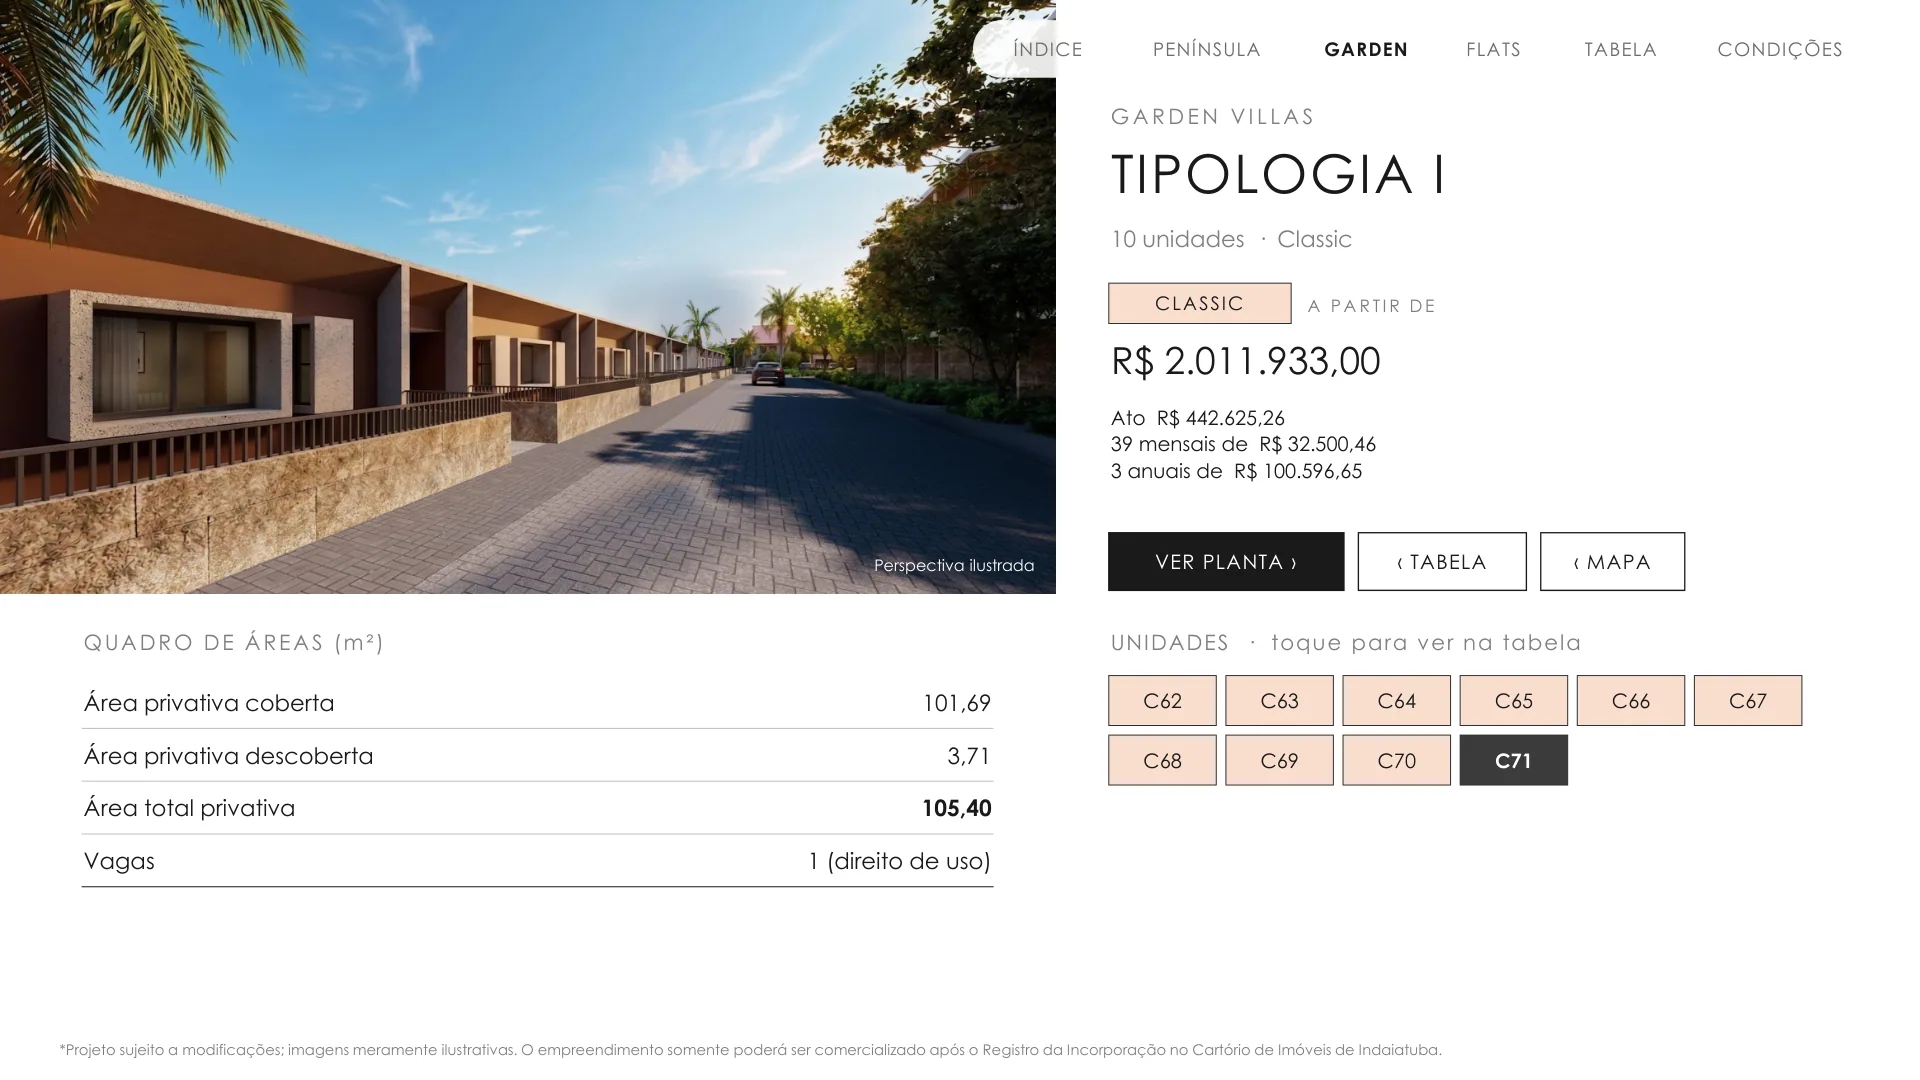 ÍNDICE PENÍNSULA GARDEN FLATS TABELA CONDIÇÕES
GARDEN VILLAS
TIPOLOGIA I
10 unidades · Classic
CLASSIC A PARTIR DE
R$ 2.011.933,00
Ato R$ 442.625,26
39 mensais de R$ 32.500,46
3 anuais de R$ 100.596,65
VER PLANTA › ‹ TABELA ‹ MAPA
Perspectiva ilustrada
QUADRO DE ÁREAS (m²)
Área privativa coberta 101,69
Área privativa descoberta 3,71
Área total privativa 105,40
Vagas 1 (direito de uso)
UNIDADES · toque para ver na tabela
C62 C63 C64 C65 C66 C67
C68 C69 C70 C71
*Projeto sujeito a modificações; imagens meramente ilustrativas. O empreendimento somente poderá ser comercializado após o Registro da Incorporação no Cartório de Imóveis de Indaiatuba.